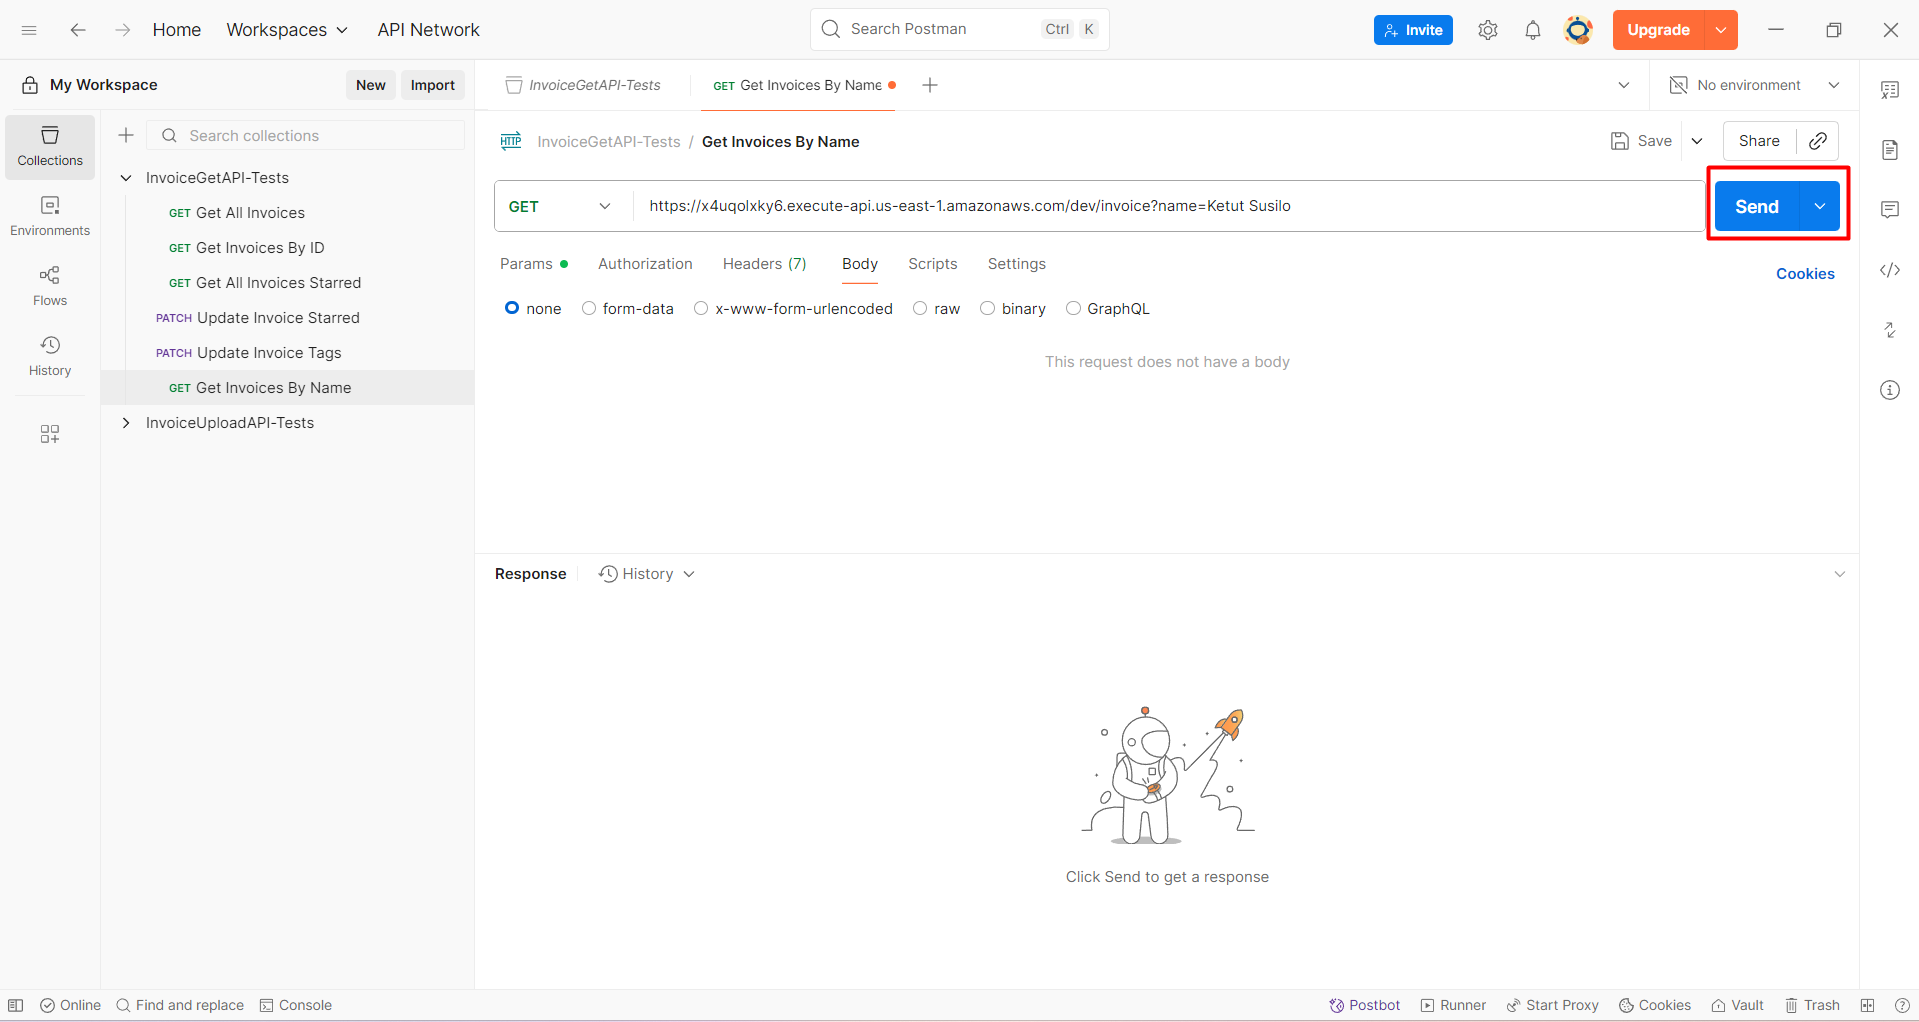 Home Workspaces API Network Search Postman Ctrl K Invite Upgrade
My Workspace New Import InvoiceGetAPI-Tests GET Get Invoices By Name No environment
Search collections
HTTP InvoiceGetAPI-Tests / Get Invoices By Name Save Share
Collections
Environments
Flows
History
InvoiceGetAPI-Tests
GET Get All Invoices
GET Get Invoices By ID
GET Get All Invoices Starred
PATCH Update Invoice Starred
PATCH Update Invoice Tags
GET Get Invoices By Name
InvoiceUploadAPI-Tests
GET https://x4uqolxky6.execute-api.us-east-1.amazonaws.com/dev/invoice?name=Ketut Susilo Send
Params Authorization Headers (7) Body Scripts Settings Cookies
none form-data x-www-form-urlencoded raw binary GraphQL
This request does not have a body
Response History
Click Send to get a response
Online Find and replace Console Postbot Runner Start Proxy Cookies Vault Trash